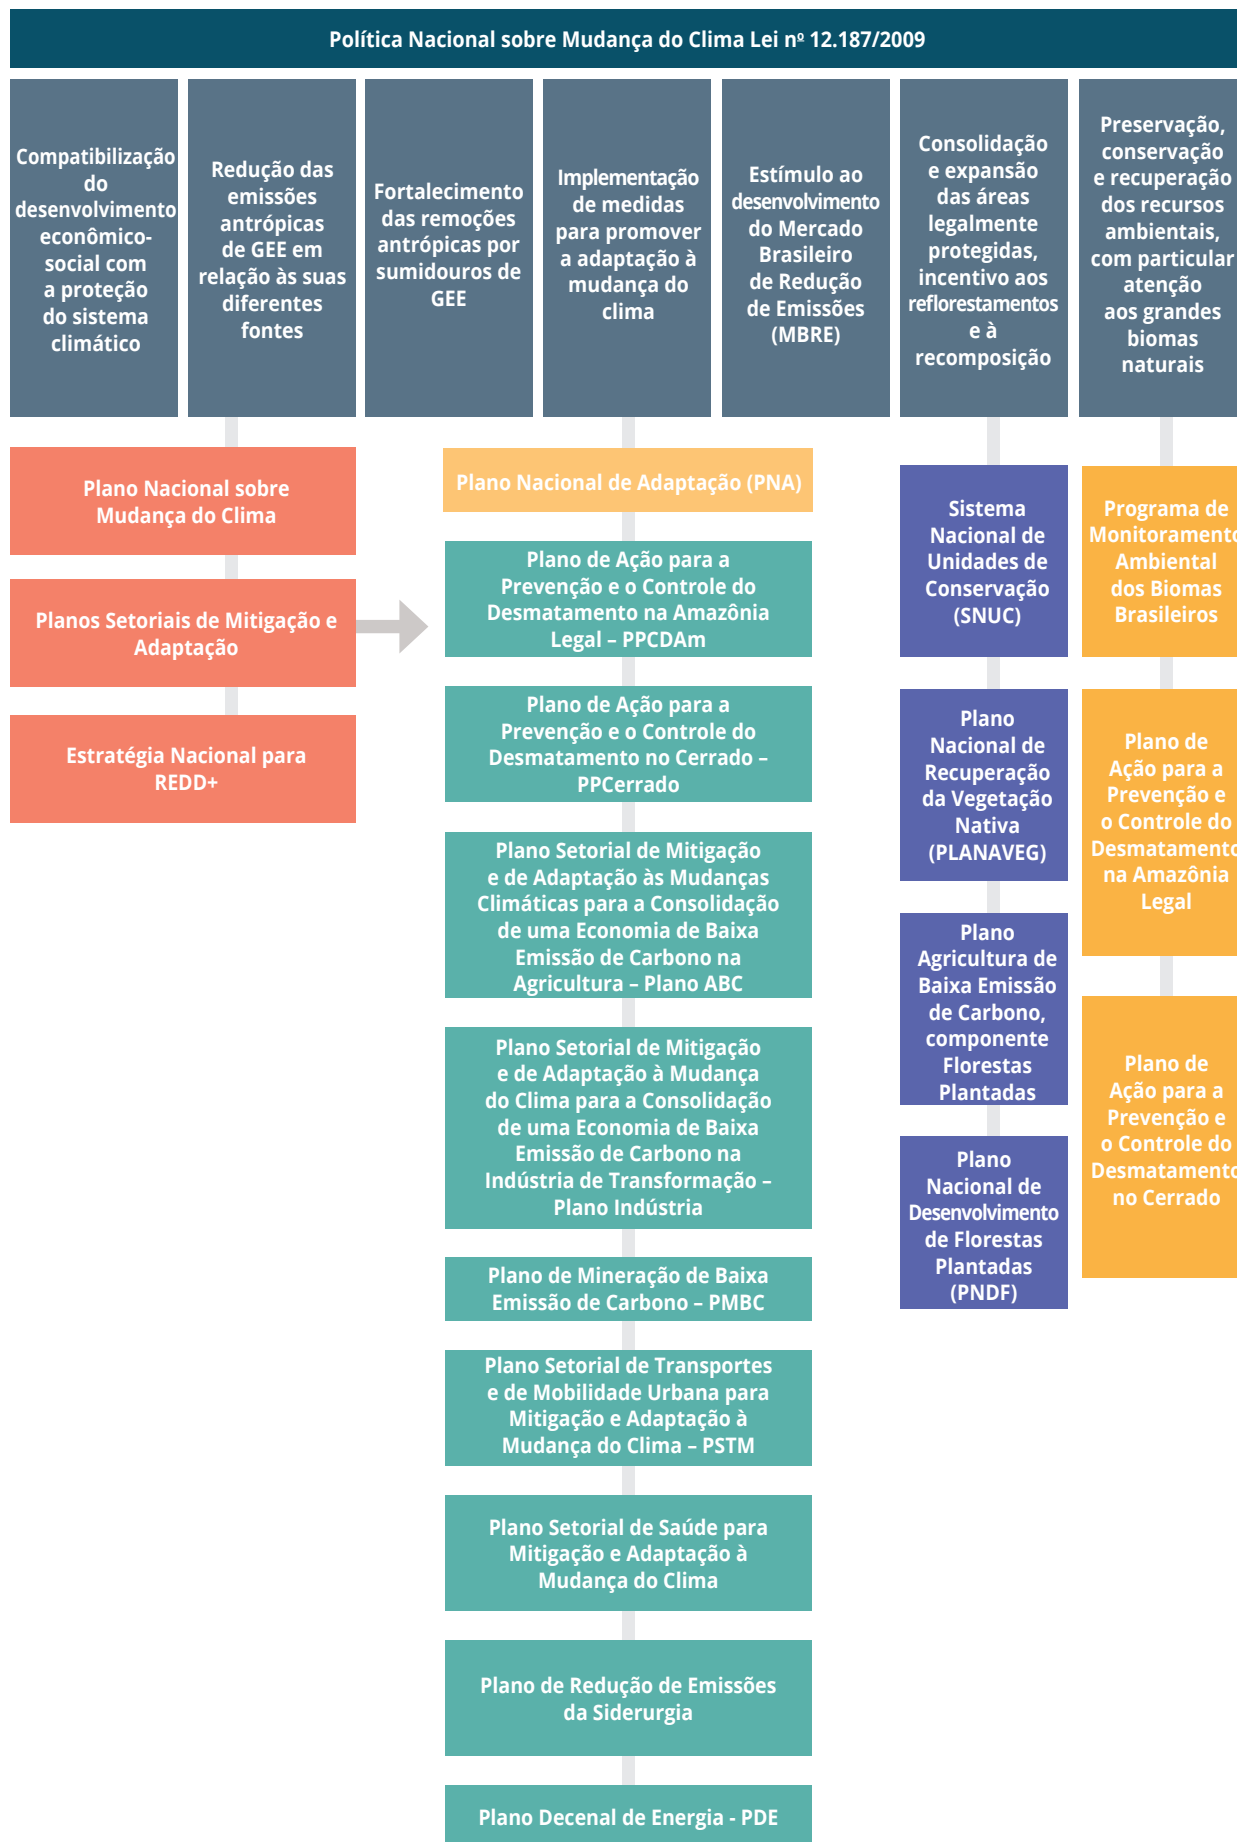 Política Nacional sobre Mudança do Clima Lei nº 12.187/2009
Compatibilização
do
desenvolvimento
econômico-
social com
a proteção
do sistema
climático
Redução das
emissões
antrópicas
de GEE em
relação às suas
diferentes
fontes
Fortalecimento
das remoções
antrópicas por
sumidouros de
GEE
Implementação
de medidas
para promover
a adaptação à
mudança do
clima
Estímulo ao
desenvolvimento
do Mercado
Brasileiro
de Redução
de Emissões
(MBRE)
Consolidação
e expansão
das áreas
legalmente
protegidas,
incentivo aos
reflorestamentos
e à
recomposição
Preservação,
conservação
e recuperação
dos recursos
ambientais,
com particular
atenção
aos grandes
biomas
naturais
Plano Nacional sobre
Mudança do Clima
Planos Setoriais de Mitigação e
Adaptação
Estratégia Nacional para
REDD+
Plano Nacional de Adaptação (PNA)
Plano de Ação para a
Prevenção e o Controle do
Desmatamento na Amazônia
Legal – PPCDAm
Plano de Ação para a
Prevenção e o Controle do
Desmatamento no Cerrado –
PPCerrado
Plano Setorial de Mitigação
e de Adaptação às Mudanças
Climáticas para a Consolidação
de uma Economia de Baixa
Emissão de Carbono na
Agricultura – Plano ABC
Plano Setorial de Mitigação
e de Adaptação à Mudança
do Clima para a Consolidação
de uma Economia de Baixa
Emissão de Carbono na
Indústria de Transformação –
Plano Indústria
Plano de Mineração de Baixa
Emissão de Carbono – PMBC
Plano Setorial de Transportes
e de Mobilidade Urbana para
Mitigação e Adaptação à
Mudança do Clima – PSTM
Plano Setorial de Saúde para
Mitigação e Adaptação à
Mudança do Clima
Plano de Redução de Emissões
da Siderurgia
Plano Decenal de Energia - PDE
Sistema
Nacional de
Unidades de
Conservação
(SNUC)
Plano
Nacional de
Recuperação
da Vegetação
Nativa
(PLANAVEG)
Plano
Agricultura de
Baixa Emissão
de Carbono,
componente
Florestas
Plantadas
Plano
Nacional de
Desenvolvimento
de Florestas
Plantadas
(PNDF)
Programa de
Monitoramento
Ambiental
dos Biomas
Brasileiros
Plano de
Ação para a
Prevenção e
o Controle do
Desmatamento
na Amazônia
Legal
Plano de
Ação para a
Prevenção e
o Controle do
Desmatamento
no Cerrado